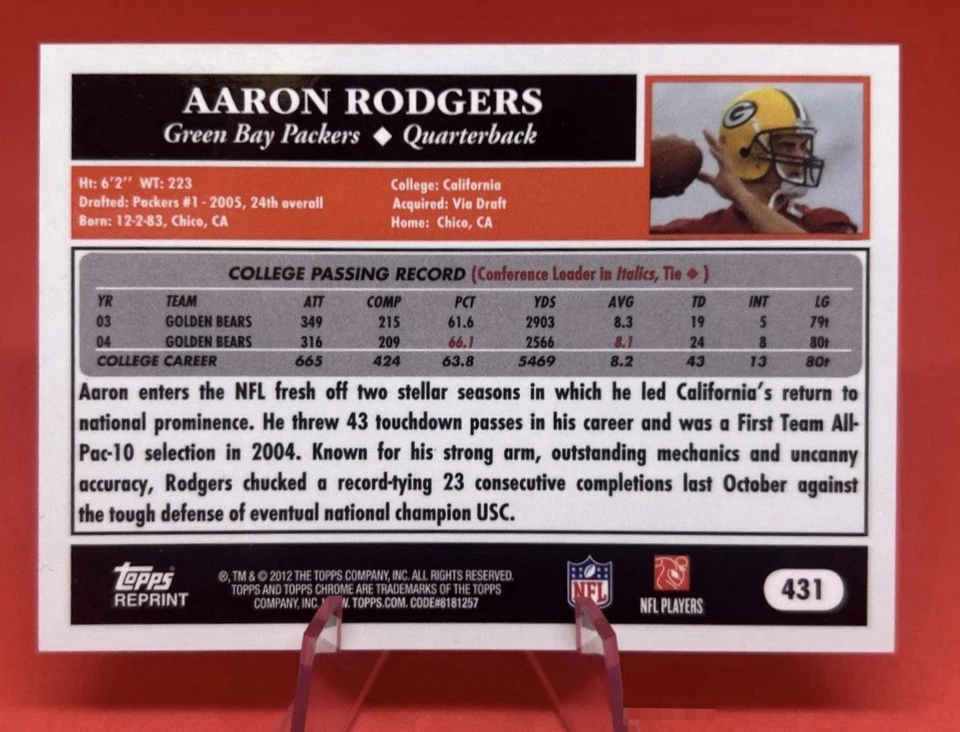 AARON RODGERS
Green Bay Packers ◆ Quarterback
Ht: 6'2'' WT: 223
Drafted: Packers #1 - 2005, 24th overall
Born: 12-2-83, Chico, CA
College: California
Acquired: Via Draft
Home: Chico, CA
G
COLLEGE PASSING RECORD (Conference Leader in Italics, Tie ◆ )
YR TEAM ATT COMP PCT YDS AVG TD INT LG
03 GOLDEN BEARS 349 215 61.6 2903 8.3 19 5 79t
04 GOLDEN BEARS 316 209 66.1 2566 8.1 24 8 80t
COLLEGE CAREER 665 424 63.8 5469 8.2 43 13 80t
Aaron enters the NFL fresh off two stellar seasons in which he led California's return to
national prominence. He threw 43 touchdown passes in his career and was a First Team All-
Pac-10 selection in 2004. Known for his strong arm, outstanding mechanics and uncanny
accuracy, Rodgers chucked a record-tying 23 consecutive completions last October against
the tough defense of eventual national champion USC.
topps
REPRINT
®, TM & © 2012 THE TOPPS COMPANY, INC. ALL RIGHTS RESERVED.
TOPPS AND TOPPS CHROME ARE TRADEMARKS OF THE TOPPS
COMPANY, INC. WWW.TOPPS.COM. CODE#8181257
NFL
NFL PLAYERS
431